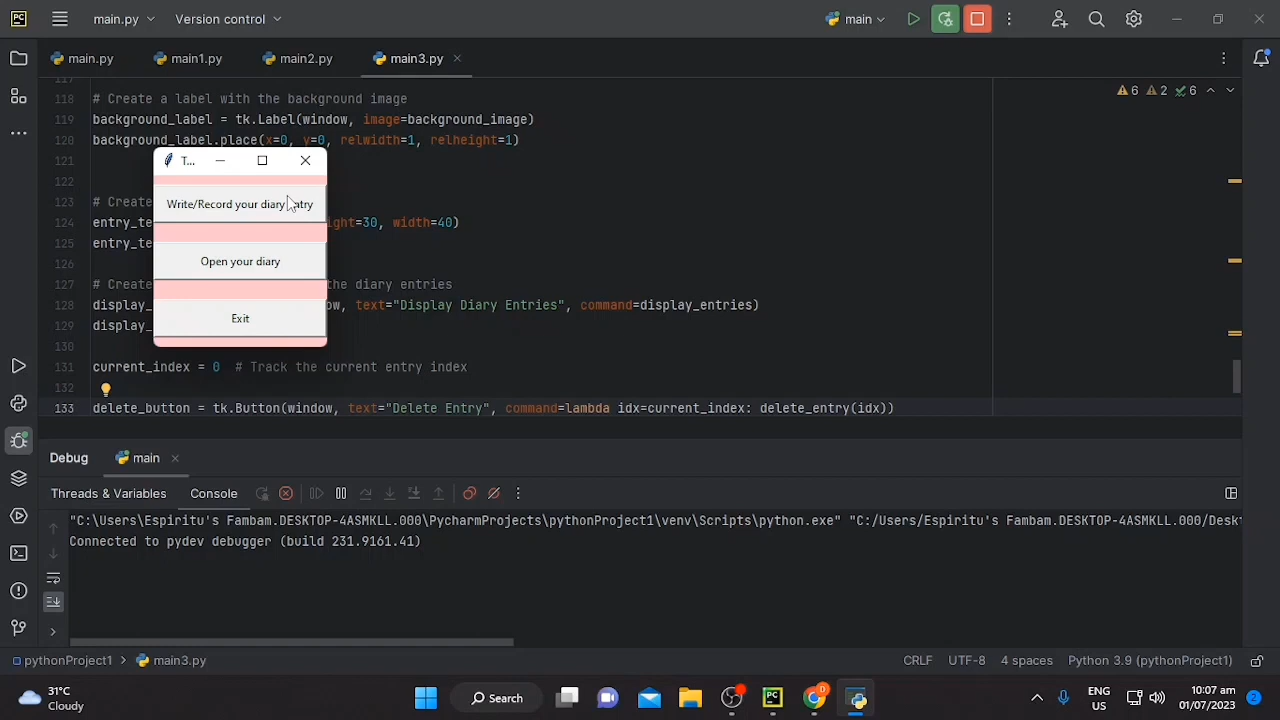 PC main.py Version control main
main.py main1.py main2.py main3.py
6 2 6
117
118 # Create a label with the background image
119 background_label = tk.Label(window, image=background_image)
120 background_label.place(x=0, y=0, relwidth=1, relheight=1)
121
122
123 # Create
124 entry_te ght=30, width=40)
125 entry_te
126
127 # Create the diary entries
128 display_ ow, text="Display Diary Entries", command=display_entries)
129 display_
130
131 current_index = 0 # Track the current entry index
132
133 delete_button = tk.Button(window, text="Delete Entry", command=lambda idx=current_index: delete_entry(idx))
T...
Write/Record your diary entry
Open your diary
Exit
Debug main
Threads & Variables Console
"C:\Users\Espiritu's Fambam.DESKTOP-4ASMKLL.000\PycharmProjects\pythonProject1\venv\Scripts\python.exe" "C:/Users/Espiritu's Fambam.DESKTOP-4ASMKLL.000/Deskt
Connected to pydev debugger (build 231.9161.41)
pythonProject1 > main3.py CRLF UTF-8 4 spaces Python 3.9 (pythonProject1)
31°C
Cloudy
Search
PC
ENG
US
10:07 am
01/07/2023
2